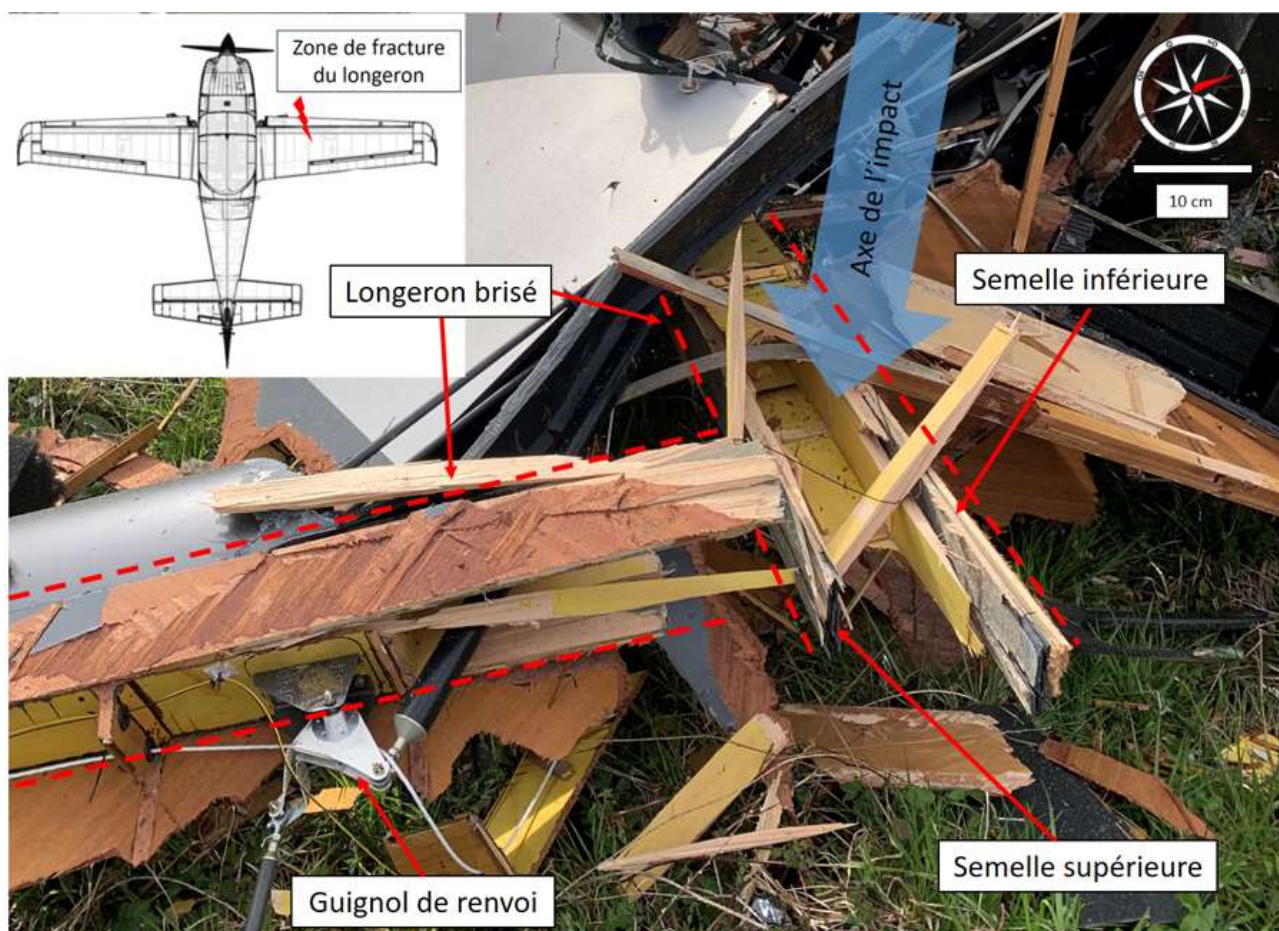 Zone de fracture
du longeron
Axe de l'impact
10 cm
Longeron brisé
Semelle inférieure
Semelle supérieure
Guignol de renvoi